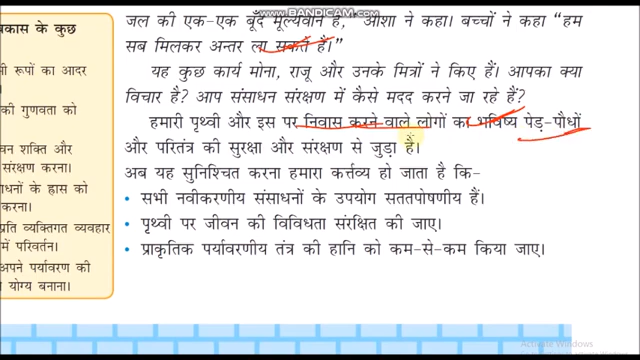 www.BANDICAM.COM
जल की एक-एक बूँद मूल्यवान है, आशा ने कहा। बच्चों ने कहा “हम
सब मिलकर अन्तर ला सकते हैं।”
यह कुछ कार्य मोना, राजू और उनके मित्रों ने किए हैं। आपका क्या
विचार है? आप संसाधन संरक्षण में कैसे मदद करने जा रहे हैं?
हमारी पृथ्वी और इस पर निवास करने वाले लोगों का भविष्य पेड़-पौधों
और परितंत्र की सुरक्षा और संरक्षण से जुड़ा है।
अब यह सुनिश्चित करना हमारा कर्त्तव्य हो जाता है कि-
• सभी नवीकरणीय संसाधनों के उपयोग सततपोषणीय हैं।
• पृथ्वी पर जीवन की विविधता संरक्षित की जाए।
• प्राकृतिक पर्यावरणीय तंत्र की हानि को कम-से-कम किया जाए।
के कुछ
रूपों का आदर
की गुणवता को
शक्ति और
संरक्षण करना।
के ह्रास को
करना।
प्रति व्यक्तिगत व्यवहार
में परिवर्तन।
अपने पर्यावरण की
योग्य बनाना।
Activate Windows